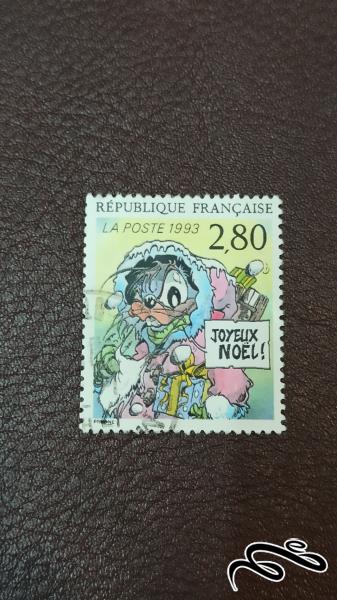 RÉPUBLIQUE FRANÇAISE
LA POSTE 1993
2,80
JOYEUX
NOËL!